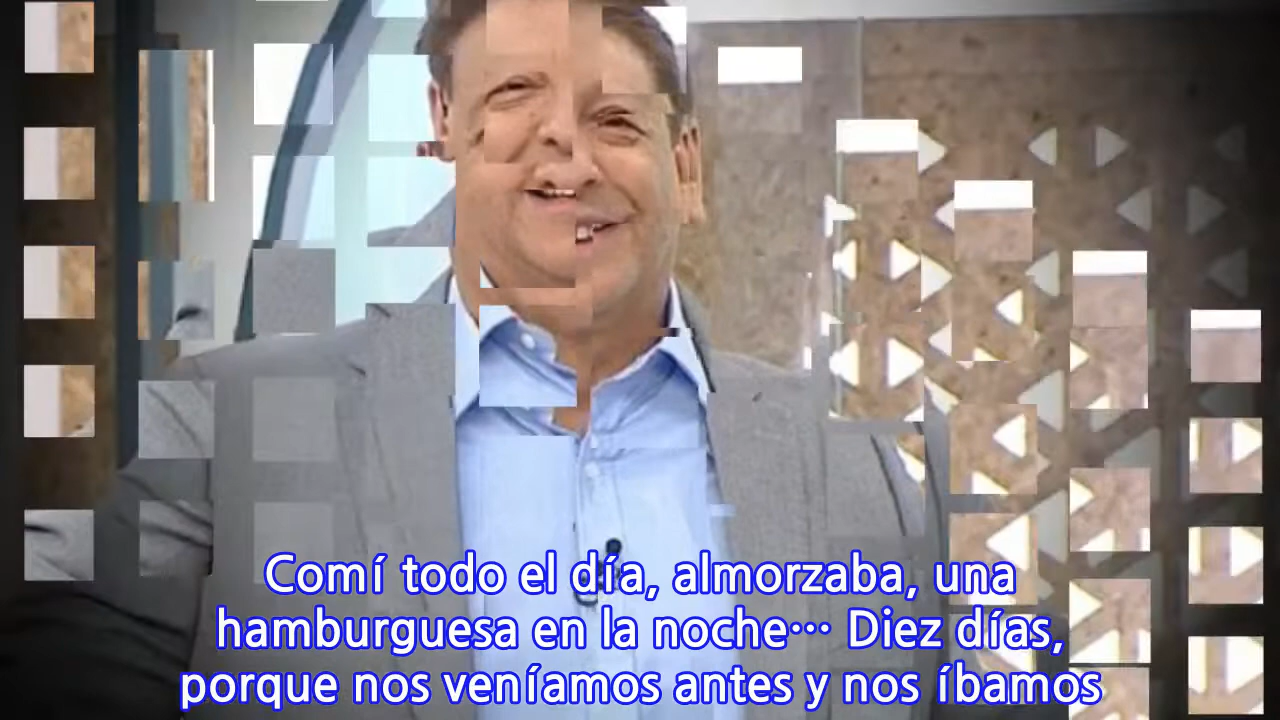 Comí todo el día, almorzaba, una
hamburguesa en la noche… Diez días,
porque nos veníamos antes y nos íbamos